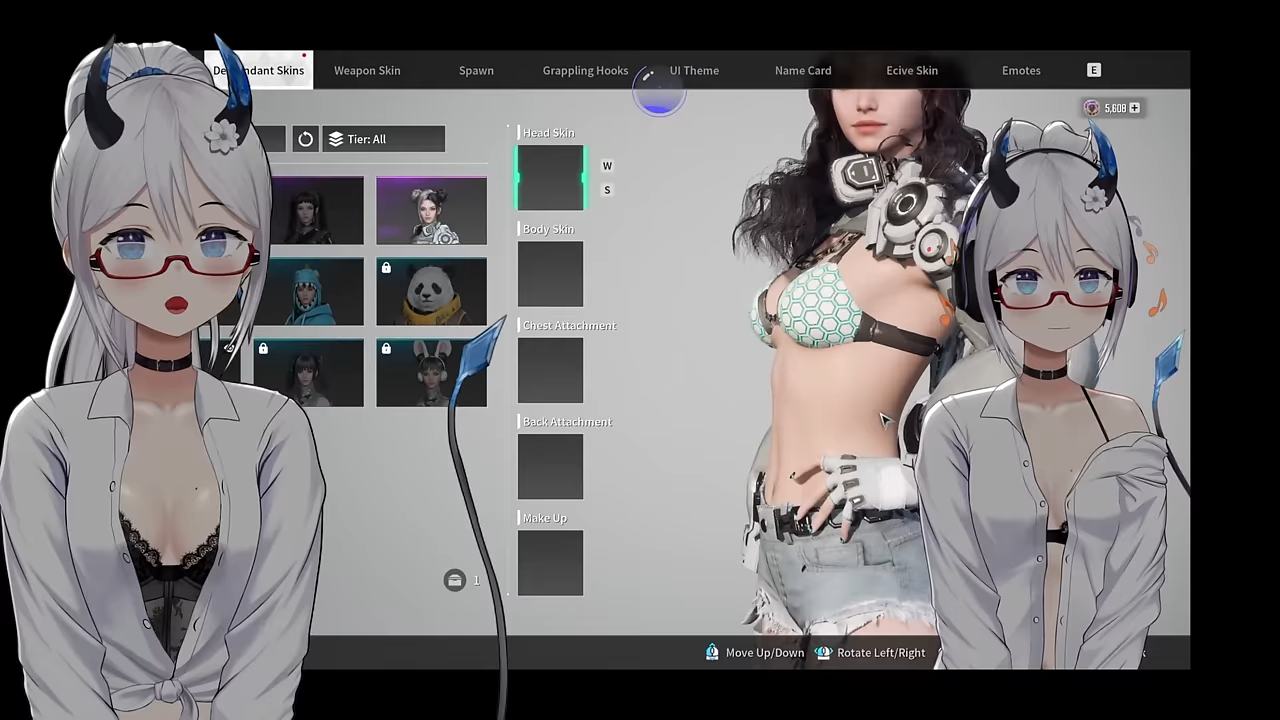 Descendant Skins
Weapon Skin
Spawn
Grappling Hooks
UI Theme
Name Card
Ecive Skin
Emotes
E
5,608
Tier: All
Head Skin
W
S
Body Skin
Chest Attachment
Back Attachment
Make Up
1
Move Up/Down
Rotate Left/Right